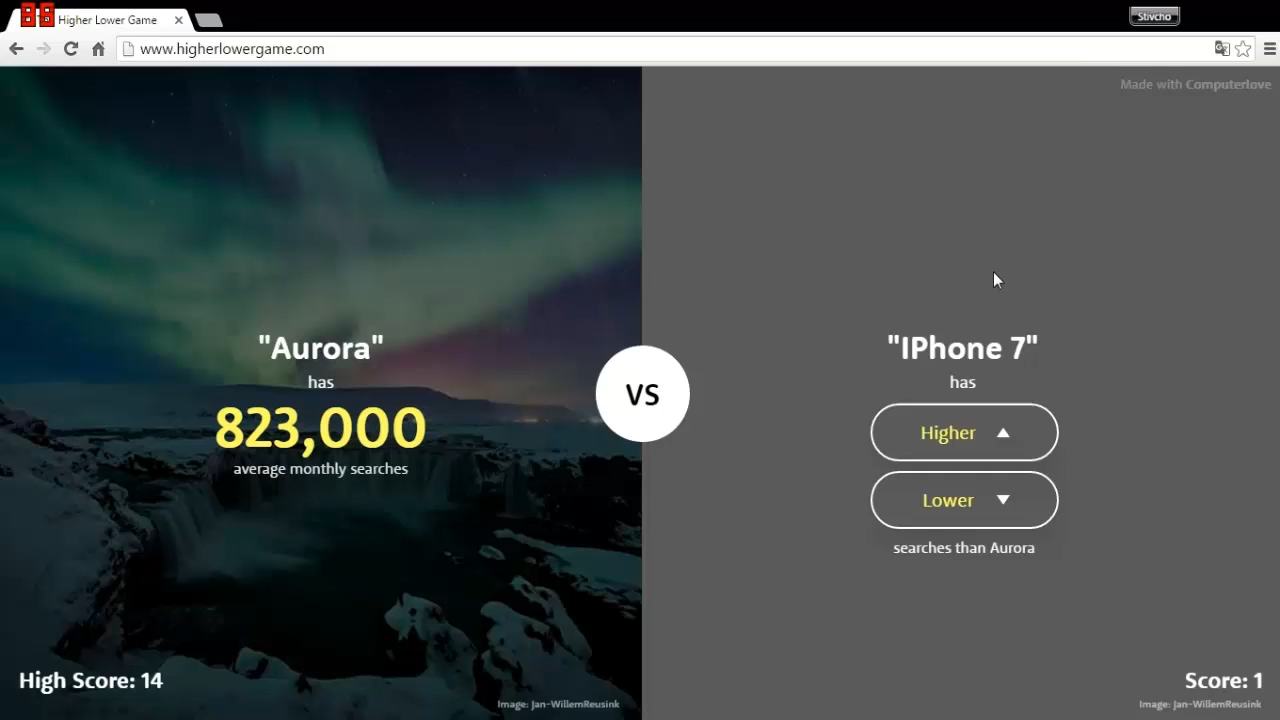 88
Higher Lower Game
Stivcho
www.higherlowergame.com
Made with Computerlove
"Aurora"
has
823,000
average monthly searches
VS
"IPhone 7"
has
Higher
Lower
searches than Aurora
High Score: 14
Image: Jan-WillemReusink
Score: 1
Image: Jan-WillemReusink